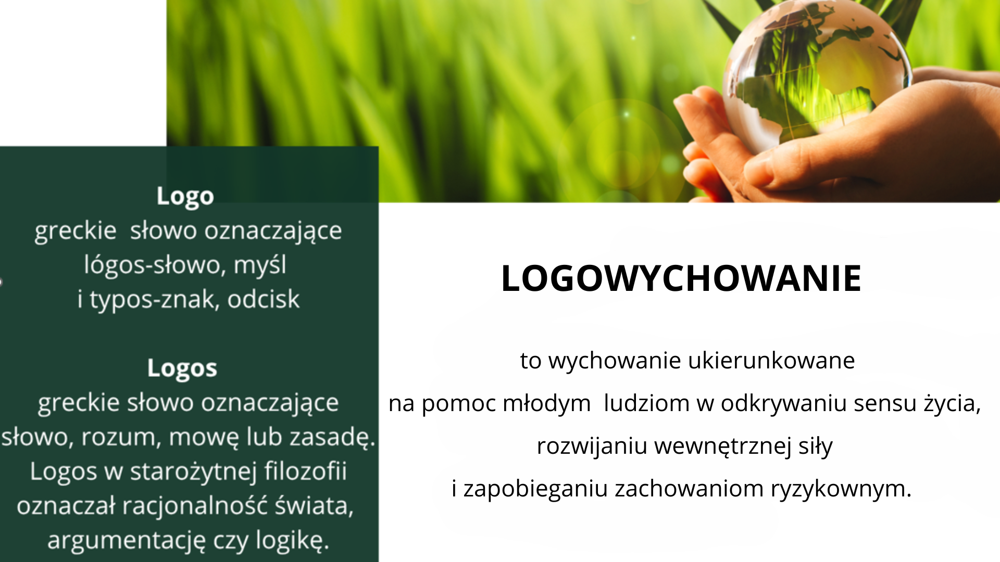 Logo
greckie słowo oznaczające
lógos-słowo, myśl
i typos-znak, odcisk
Logos
greckie słowo oznaczające
słowo, rozum, mowę lub zasadę.
Logos w starożytnej filozofii
oznaczał racjonalność świata,
argumentację czy logikę.
LOGOWYCHOWANIE
to wychowanie ukierunkowane
na pomoc młodym ludziom w odkrywaniu sensu życia,
rozwijaniu wewnętrznej siły
i zapobieganiu zachowaniom ryzykownym.